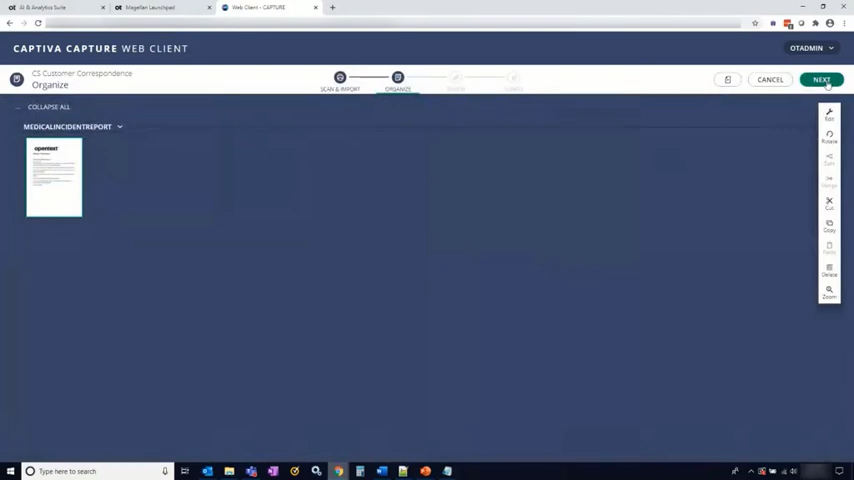 AI & Analytics Suite
Magellan Launchpad
Web Client - CAPTURE
CAPTIVA CAPTURE WEB CLIENT
OTADMIN
CS Customer Correspondence
Organize
SCAN & IMPORT
ORGANIZE
CANCEL
NEXT
COLLAPSE ALL
MEDICALINCIDENTREPORT
opentext
Edit
Rotate
Cut
Copy
Delete
Zoom
Type here to search